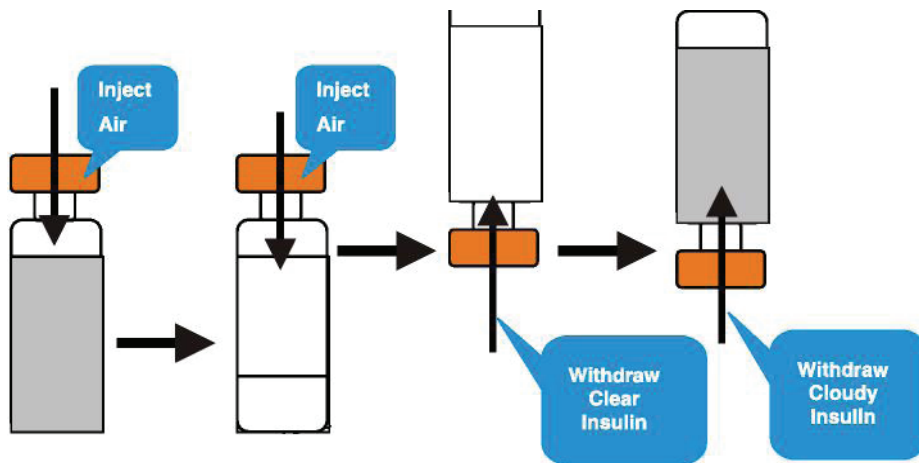 Inject
Air
Inject
Air
Withdraw
Clear
Insulin
Withdraw
Cloudy
Insulin